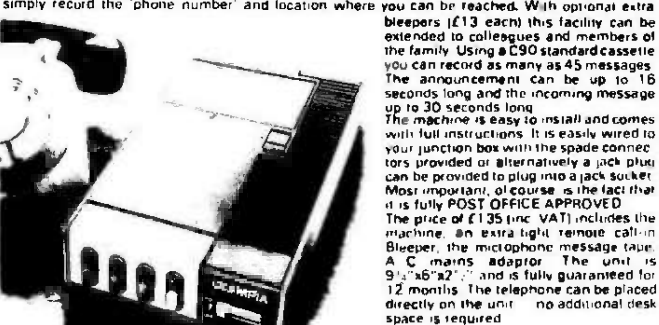 simply record the 'phone number' and location where you can be reached. With optional extra
bleepers (£13 each) this facility can be
extended to colleagues and members of
the family. Using a C90 standard cassette
you can record as many as 45 messages
The announcement can be up to 16
seconds long and the incoming message
up to 30 seconds long
The machine is easy to install and comes
with full instructions. It is easily wired to
your junction box with the spade connec
tors provided or alternatively a jack plug
can be provided to plug into a jack socket.
Most important, of course is the fact that
it is fully POST OFFICE APPROVED
The price of £135 (inc. VAT) includes the
machine, an extra light remote call-in
Bleeper, the microphone message tape,
A C mains adaptor. The unit is
is fully guaranteed for
12 months The telephone can be placed
directly on the unit no additional desk
space is required
OLYMPIA